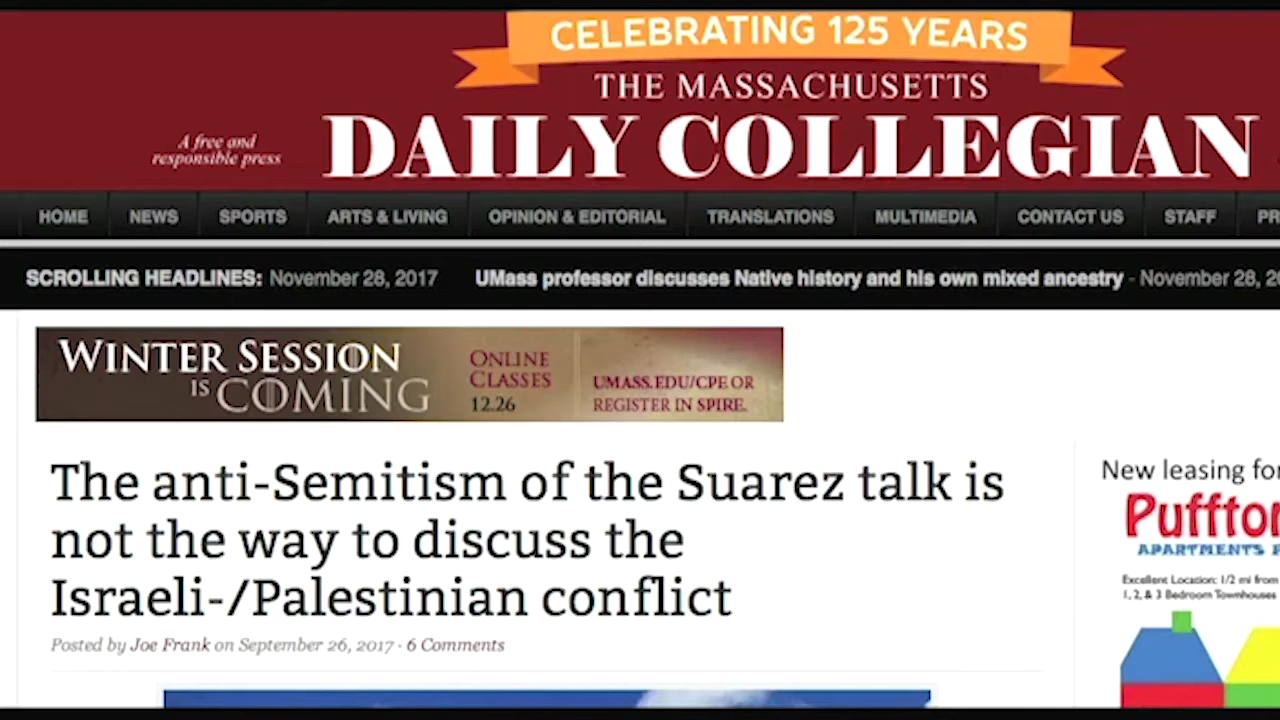 CELEBRATING 125 YEARS
THE MASSACHUSETTS
A free and
responsible press
DAILY COLLEGIAN
HOME NEWS SPORTS ARTS & LIVING OPINION & EDITORIAL TRANSLATIONS MULTIMEDIA CONTACT US STAFF PR
SCROLLING HEADLINES: November 28, 2017 UMass professor discusses Native history and his own mixed ancestry - November 28, 20
WINTER SESSION
IS COMING
ONLINE
CLASSES
12.26
UMASS.EDU/CPE OR
REGISTER IN SPIRE.
The anti-Semitism of the Suarez talk is
not the way to discuss the
Israeli-/Palestinian conflict
Posted by Joe Frank on September 26, 2017 · 6 Comments
New leasing for
Puffto
APARTMENTS
Excellent Location: 1/2 mi from
1, 2, & 3 Bedroom Townhouses